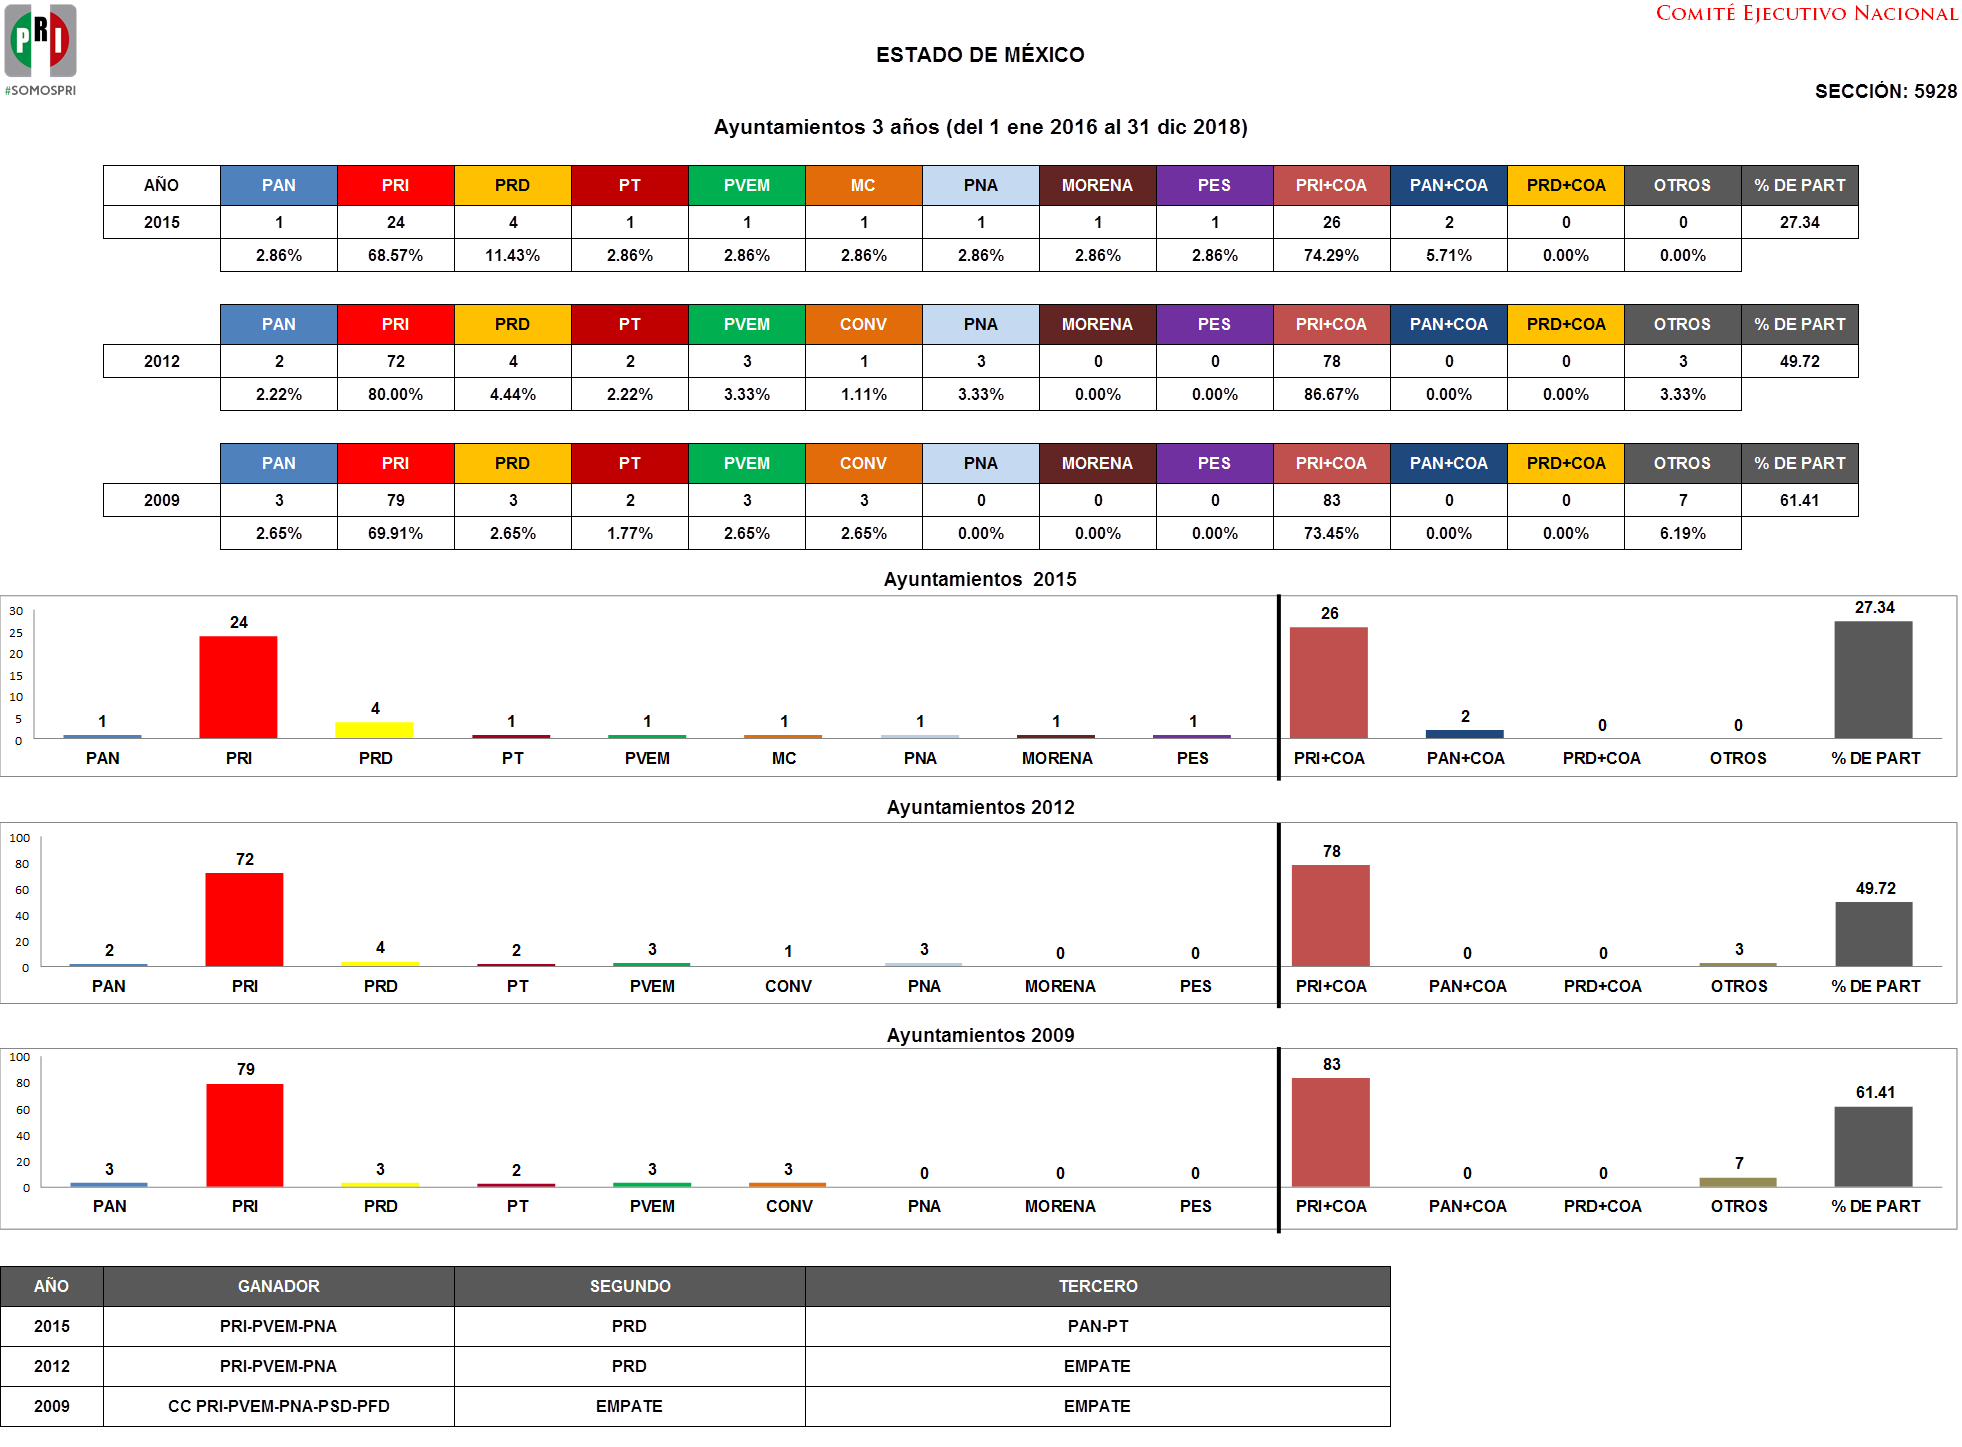 PRI
#SOMOSPRI
COMITÉ EJECUTIVO NACIONAL
ESTADO DE MÉXICO
SECCIÓN: 5928
Ayuntamientos 3 años (del 1 ene 2016 al 31 dic 2018)
AÑO PAN PRI PRD PT PVEM MC PNA MORENA PES PRI+COA PAN+COA PRD+COA OTROS % DE PART
2015 1 24 4 1 1 1 1 1 1 26 2 0 0 27.34
2.86% 68.57% 11.43% 2.86% 2.86% 2.86% 2.86% 2.86% 2.86% 74.29% 5.71% 0.00% 0.00%
PAN PRI PRD PT PVEM CONV PNA MORENA PES PRI+COA PAN+COA PRD+COA OTROS % DE PART
2012 2 72 4 2 3 1 3 0 0 78 0 0 3 49.72
2.22% 80.00% 4.44% 2.22% 3.33% 1.11% 3.33% 0.00% 0.00% 86.67% 0.00% 0.00% 3.33%
PAN PRI PRD PT PVEM CONV PNA MORENA PES PRI+COA PAN+COA PRD+COA OTROS % DE PART
2009 3 79 3 2 3 3 0 0 0 83 0 0 7 61.41
2.65% 69.91% 2.65% 1.77% 2.65% 2.65% 0.00% 0.00% 0.00% 73.45% 0.00% 0.00% 6.19%
Ayuntamientos 2015
30
25
20
15
10
5
0
1 24 4 1 1 1 1 1 1 26 2 0 0 27.34
PAN PRI PRD PT PVEM MC PNA MORENA PES PRI+COA PAN+COA PRD+COA OTROS % DE PART
Ayuntamientos 2012
100
80
60
40
20
0
2 72 4 2 3 1 3 0 0 78 0 0 3 49.72
PAN PRI PRD PT PVEM CONV PNA MORENA PES PRI+COA PAN+COA PRD+COA OTROS % DE PART
Ayuntamientos 2009
100
80
60
40
20
0
3 79 3 2 3 3 0 0 0 83 0 0 7 61.41
PAN PRI PRD PT PVEM CONV PNA MORENA PES PRI+COA PAN+COA PRD+COA OTROS % DE PART
AÑO GANADOR SEGUNDO TERCERO
2015 PRI-PVEM-PNA PRD PAN-PT
2012 PRI-PVEM-PNA PRD EMPATE
2009 CC PRI-PVEM-PNA-PSD-PFD EMPATE EMPATE